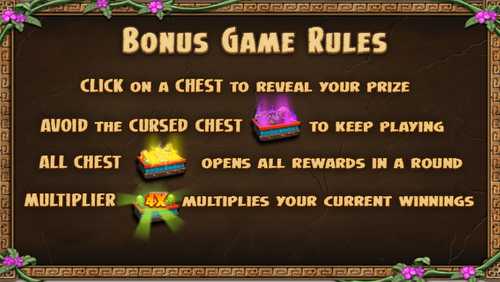 BONUS GAME RULES
CLICK ON A CHEST TO REVEAL YOUR PRIZE
AVOID THE CURSED CHEST TO KEEP PLAYING
ALL CHEST OPENS ALL REWARDS IN A ROUND
MULTIPLIER 4X MULTIPLIES YOUR CURRENT WINNINGS